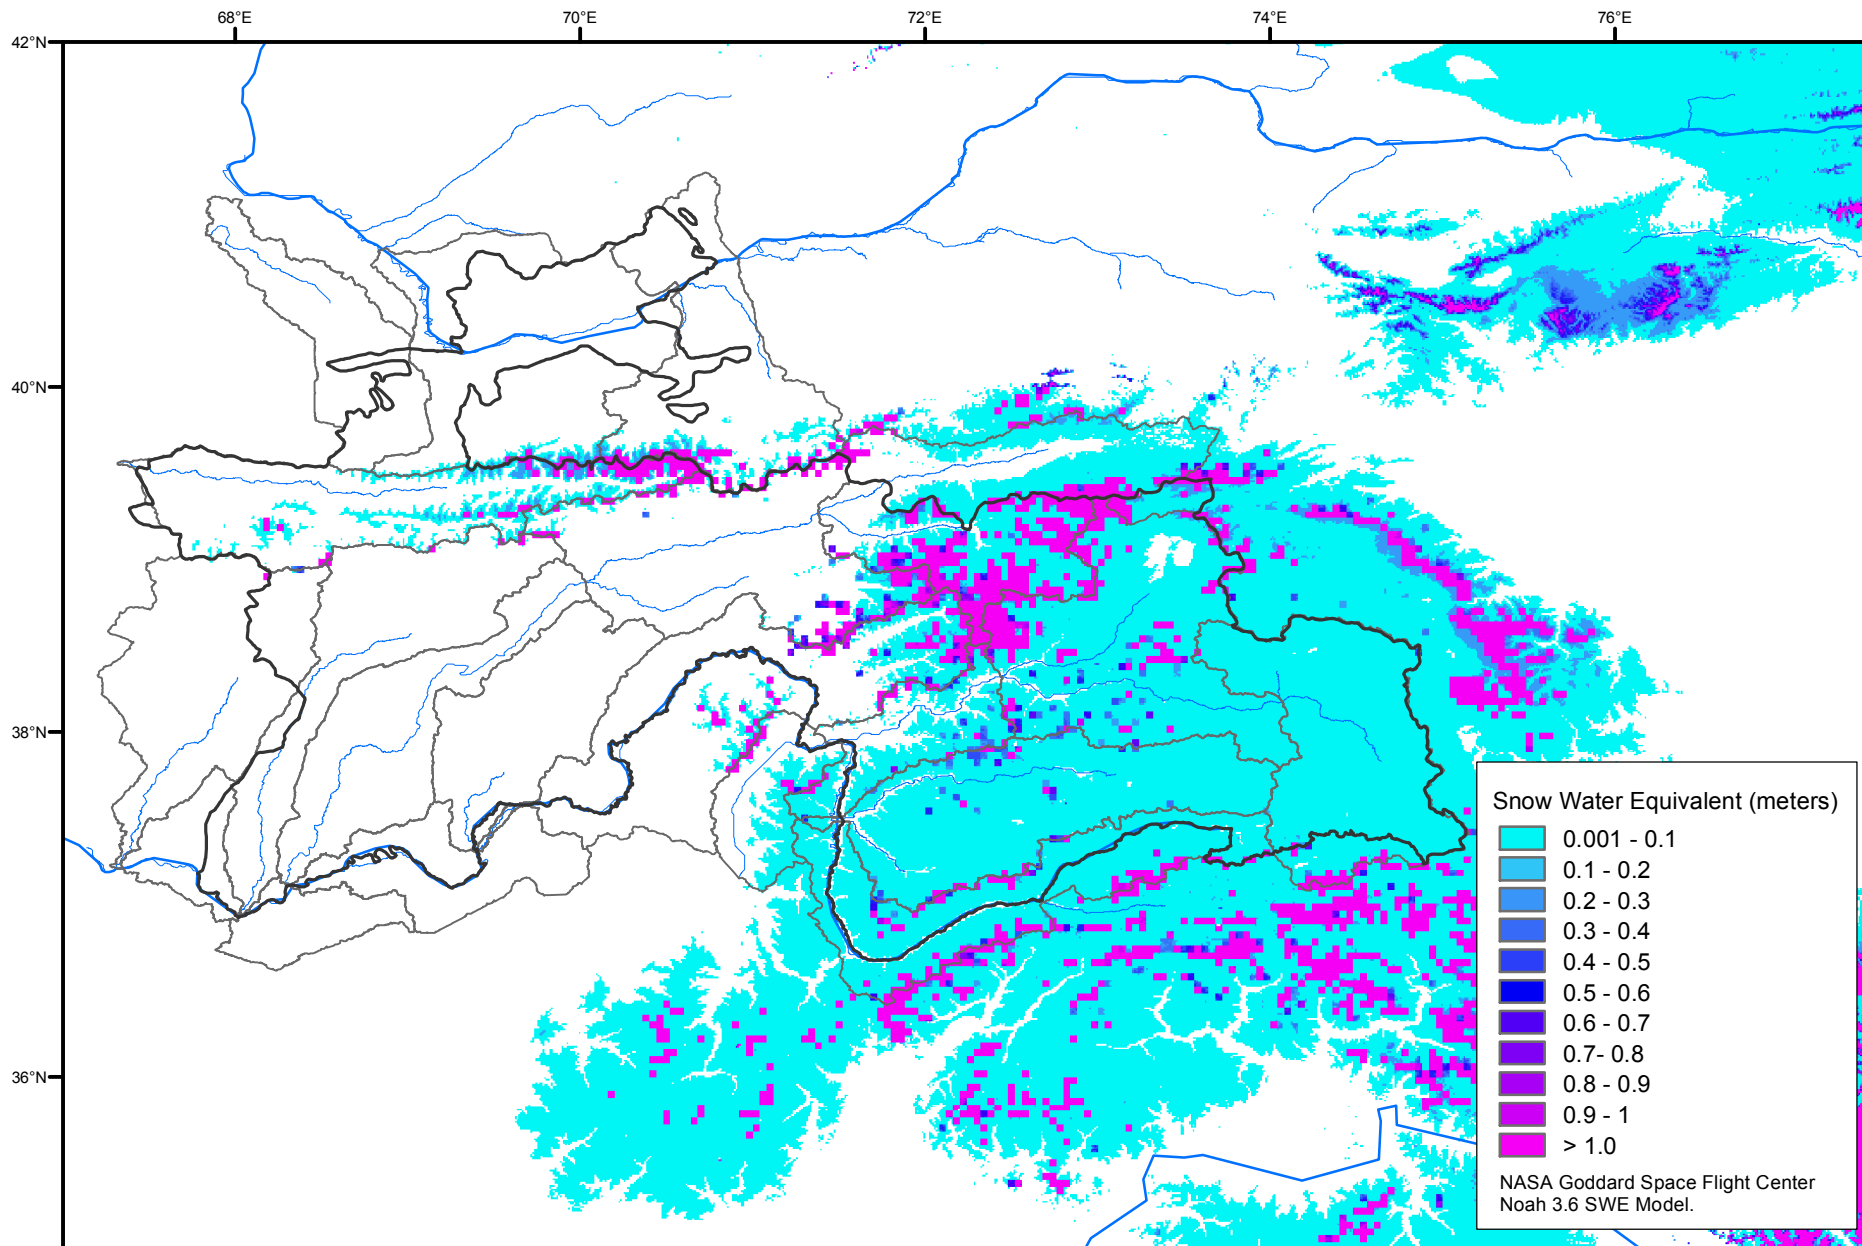 68°E 70°E 72°E 74°E 76°E
42°N
40°N
38°N
36°N
Snow Water Equivalent (meters)
0.001 - 0.1
0.1 - 0.2
0.2 - 0.3
0.3 - 0.4
0.4 - 0.5
0.5 - 0.6
0.6 - 0.7
0.7- 0.8
0.8 - 0.9
0.9 - 1
> 1.0
NASA Goddard Space Flight Center
Noah 3.6 SWE Model.